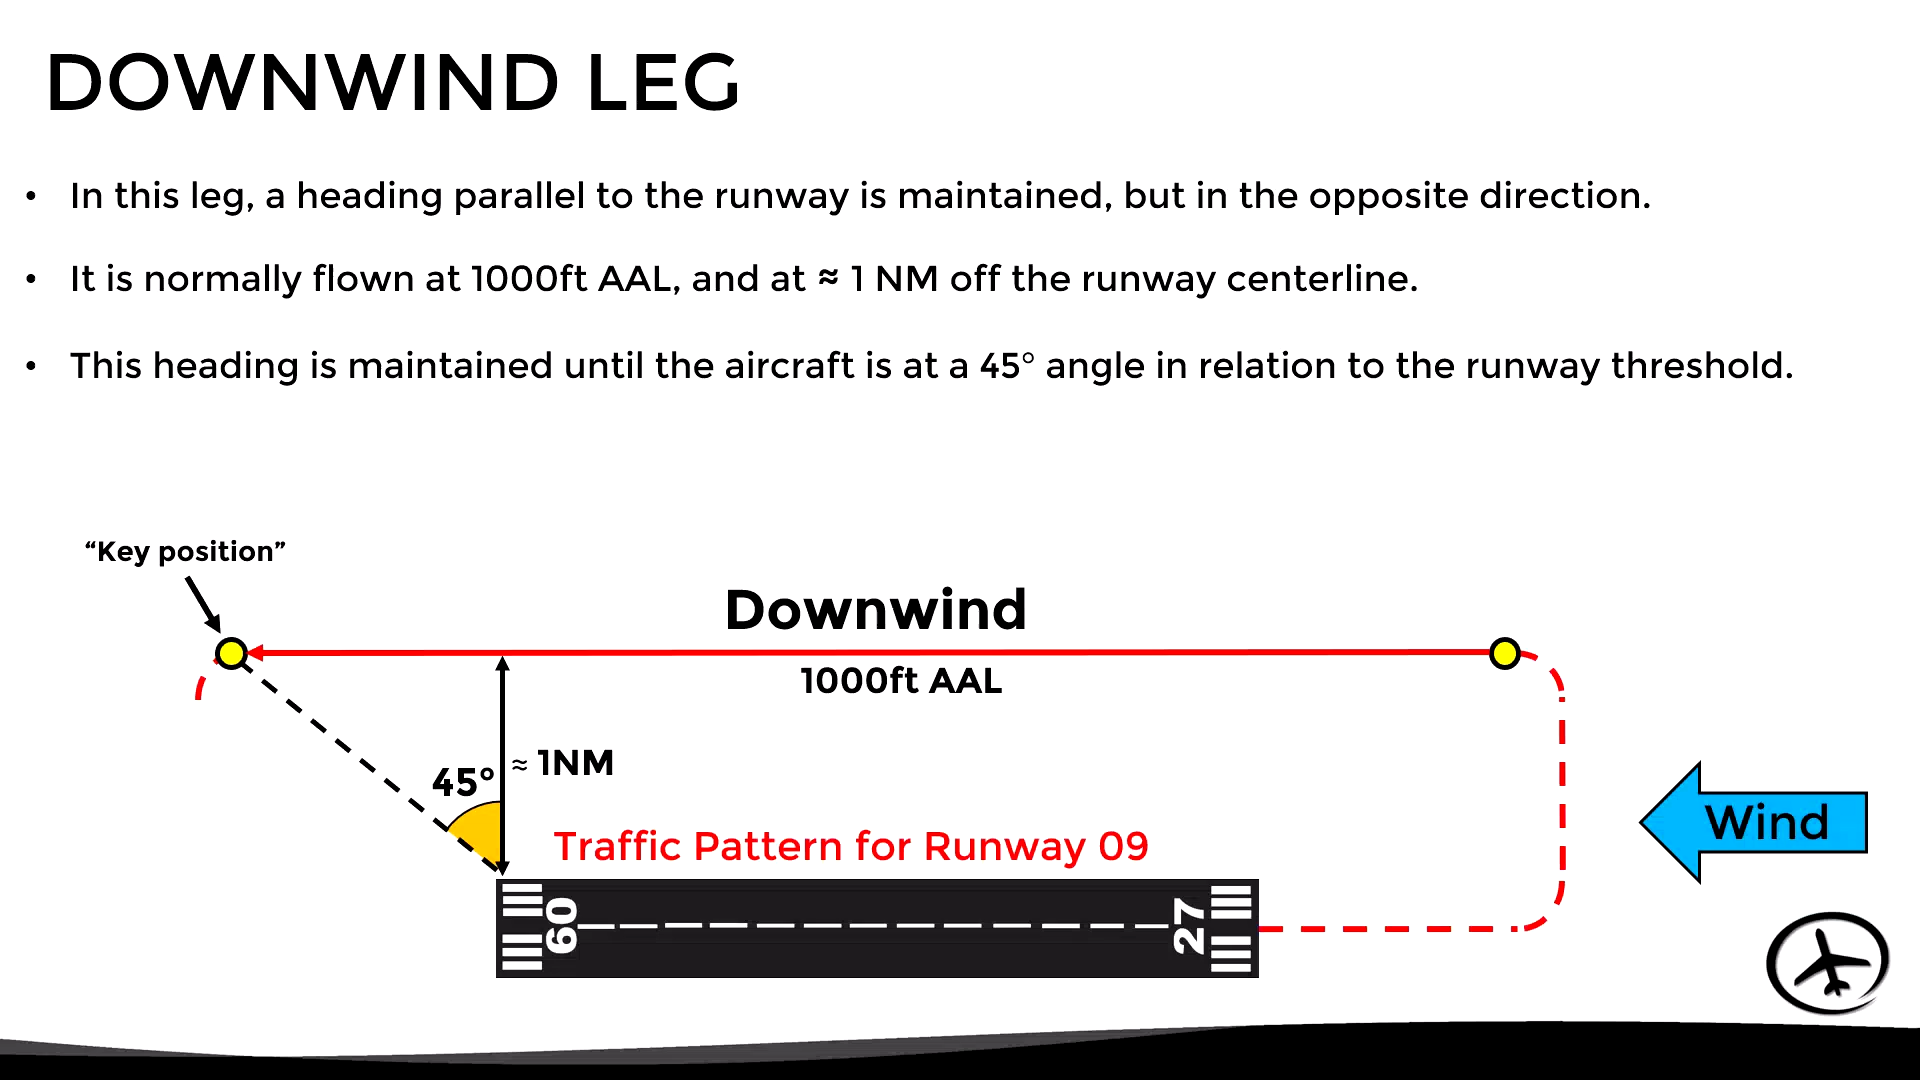 DOWNWIND LEG
• In this leg, a heading parallel to the runway is maintained, but in the opposite direction.
• It is normally flown at 1000ft AAL, and at ≈ 1 NM off the runway centerline.
• This heading is maintained until the aircraft is at a 45° angle in relation to the runway threshold.
“Key position”
Downwind
1000ft AAL
45°
≈ 1NM
Wind
Traffic Pattern for Runway 09
09
27